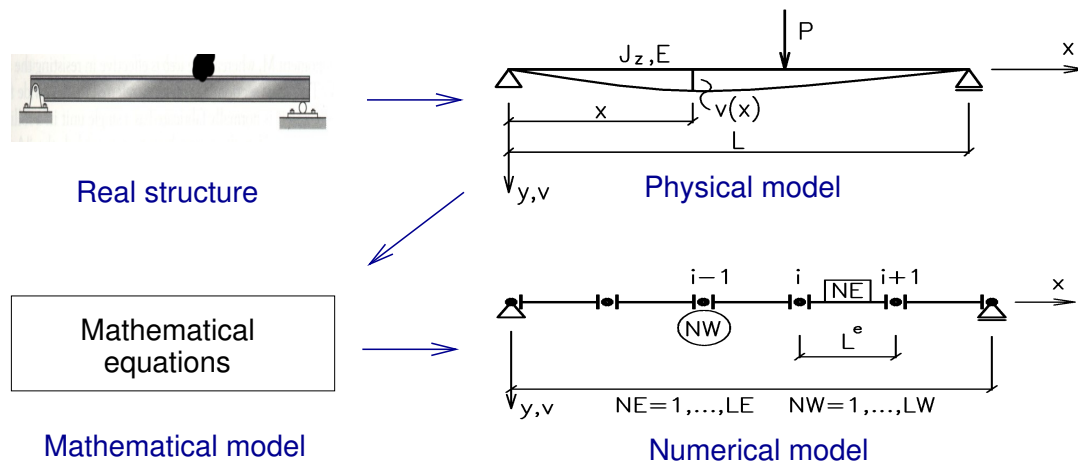 P
J_z,E
x
x
v(x)
L
y,v
Real structure
Physical model
i−1
i
i+1
NE
x
NW
L^e
Mathematical
equations
y,v
NE=1,...,LE
NW=1,...,LW
Mathematical model
Numerical model